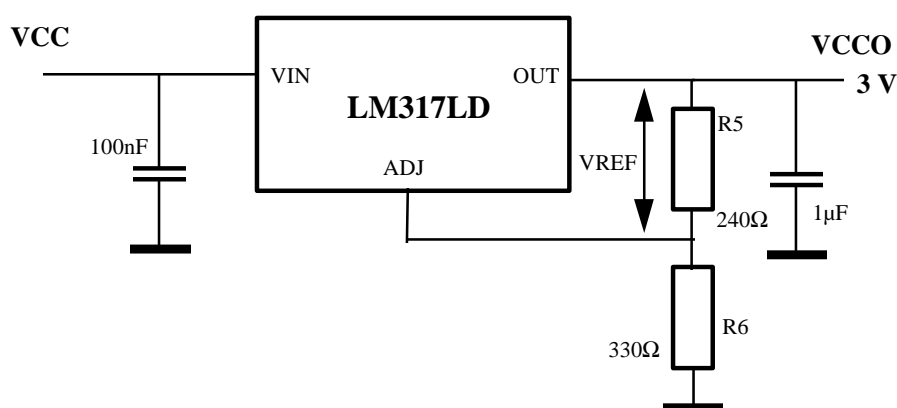 VCC
VCCO
VIN
OUT
3 V
LM317LD
R5
100nF
ADJ
VREF
240Ω
1µF
R6
330Ω